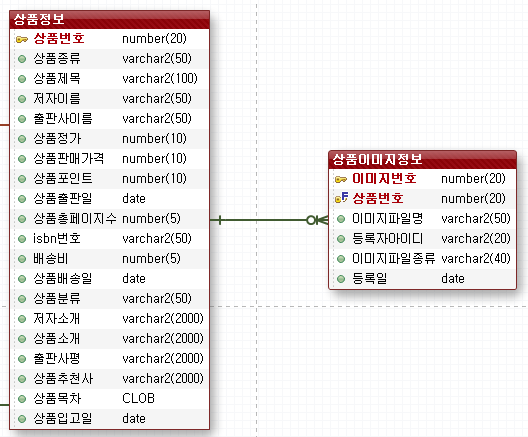 상품정보
상품번호 number(20)
상품종류 varchar2(50)
상품제목 varchar2(100)
저자이름 varchar2(50)
출판사이름 varchar2(50)
상품정가 number(10)
상품판매가격 number(10)
상품포인트 number(10)
상품출판일 date
상품총페이지수 number(5)
isbn번호 varchar2(50)
배송비 number(5)
상품배송일 date
상품분류 varchar2(50)
저자소개 varchar2(2000)
상품소개 varchar2(2000)
출판사평 varchar2(2000)
상품추천사 varchar2(2000)
상품목차 CLOB
상품입고일 date
상품이미지정보
이미지번호 number(20)
상품번호 number(20)
이미지파일명 varchar2(50)
등록자아이디 varchar2(20)
이미지파일종류 varchar2(40)
등록일 date